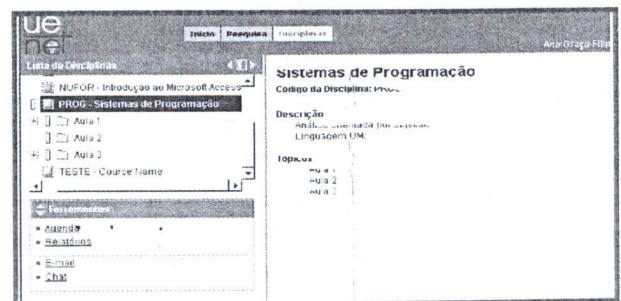 ue
net
Início Pesquisa Disciplinas
Ana Graça Filip
Lista de Disciplinas
NUFOR - Introdução ao Microsoft Access
PROG - Sistemas de Programação
Aula 1
Aula 2
Aula 3
TESTE - Course Name
Ferramentas
Agenda
Relatórios
E-mail
Chat
Sistemas de Programação
Código da Disciplina: PROG
Descrição
Análise orientada por objectos
Linguagem UML
Tópicos
Aula 1
Aula 2
Aula 3